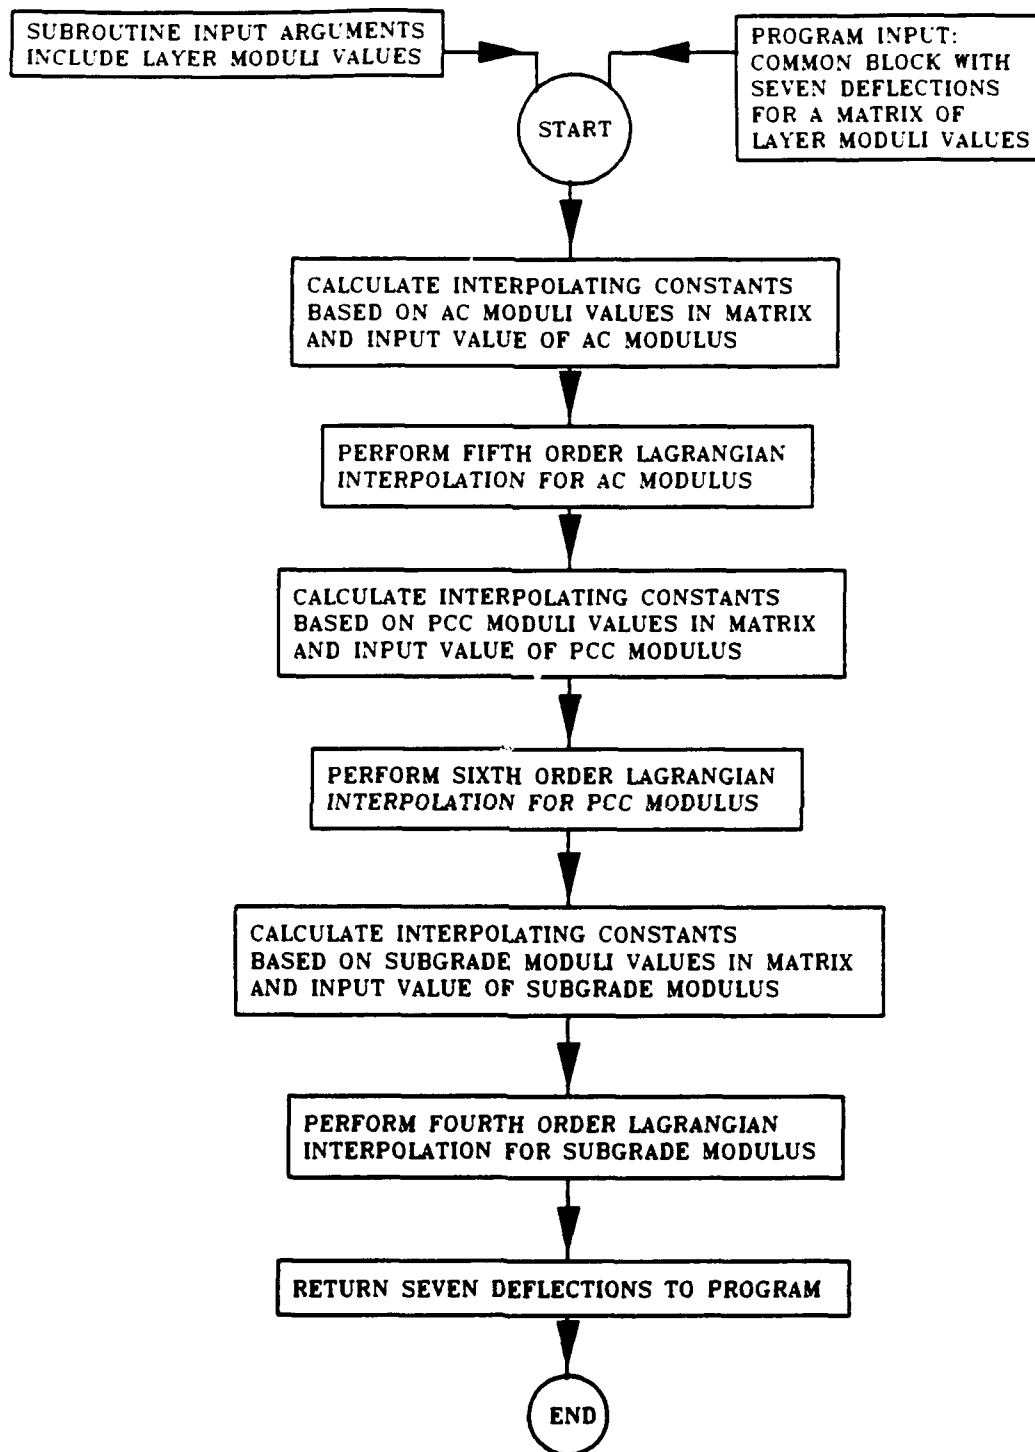 SUBROUTINE INPUT ARGUMENTS
INCLUDE LAYER MODULI VALUES
PROGRAM INPUT:
COMMON BLOCK WITH
SEVEN DEFLECTIONS
FOR A MATRIX OF
LAYER MODULI VALUES
START
CALCULATE INTERPOLATING CONSTANTS
BASED ON AC MODULI VALUES IN MATRIX
AND INPUT VALUE OF AC MODULUS
PERFORM FIFTH ORDER LAGRANGIAN
INTERPOLATION FOR AC MODULUS
CALCULATE INTERPOLATING CONSTANTS
BASED ON PCC MODULI VALUES IN MATRIX
AND INPUT VALUE OF PCC MODULUS
PERFORM SIXTH ORDER LAGRANGIAN
INTERPOLATION FOR PCC MODULUS
CALCULATE INTERPOLATING CONSTANTS
BASED ON SUBGRADE MODULI VALUES IN MATRIX
AND INPUT VALUE OF SUBGRADE MODULUS
PERFORM FOURTH ORDER LAGRANGIAN
INTERPOLATION FOR SUBGRADE MODULUS
RETURN SEVEN DEFLECTIONS TO PROGRAM
END